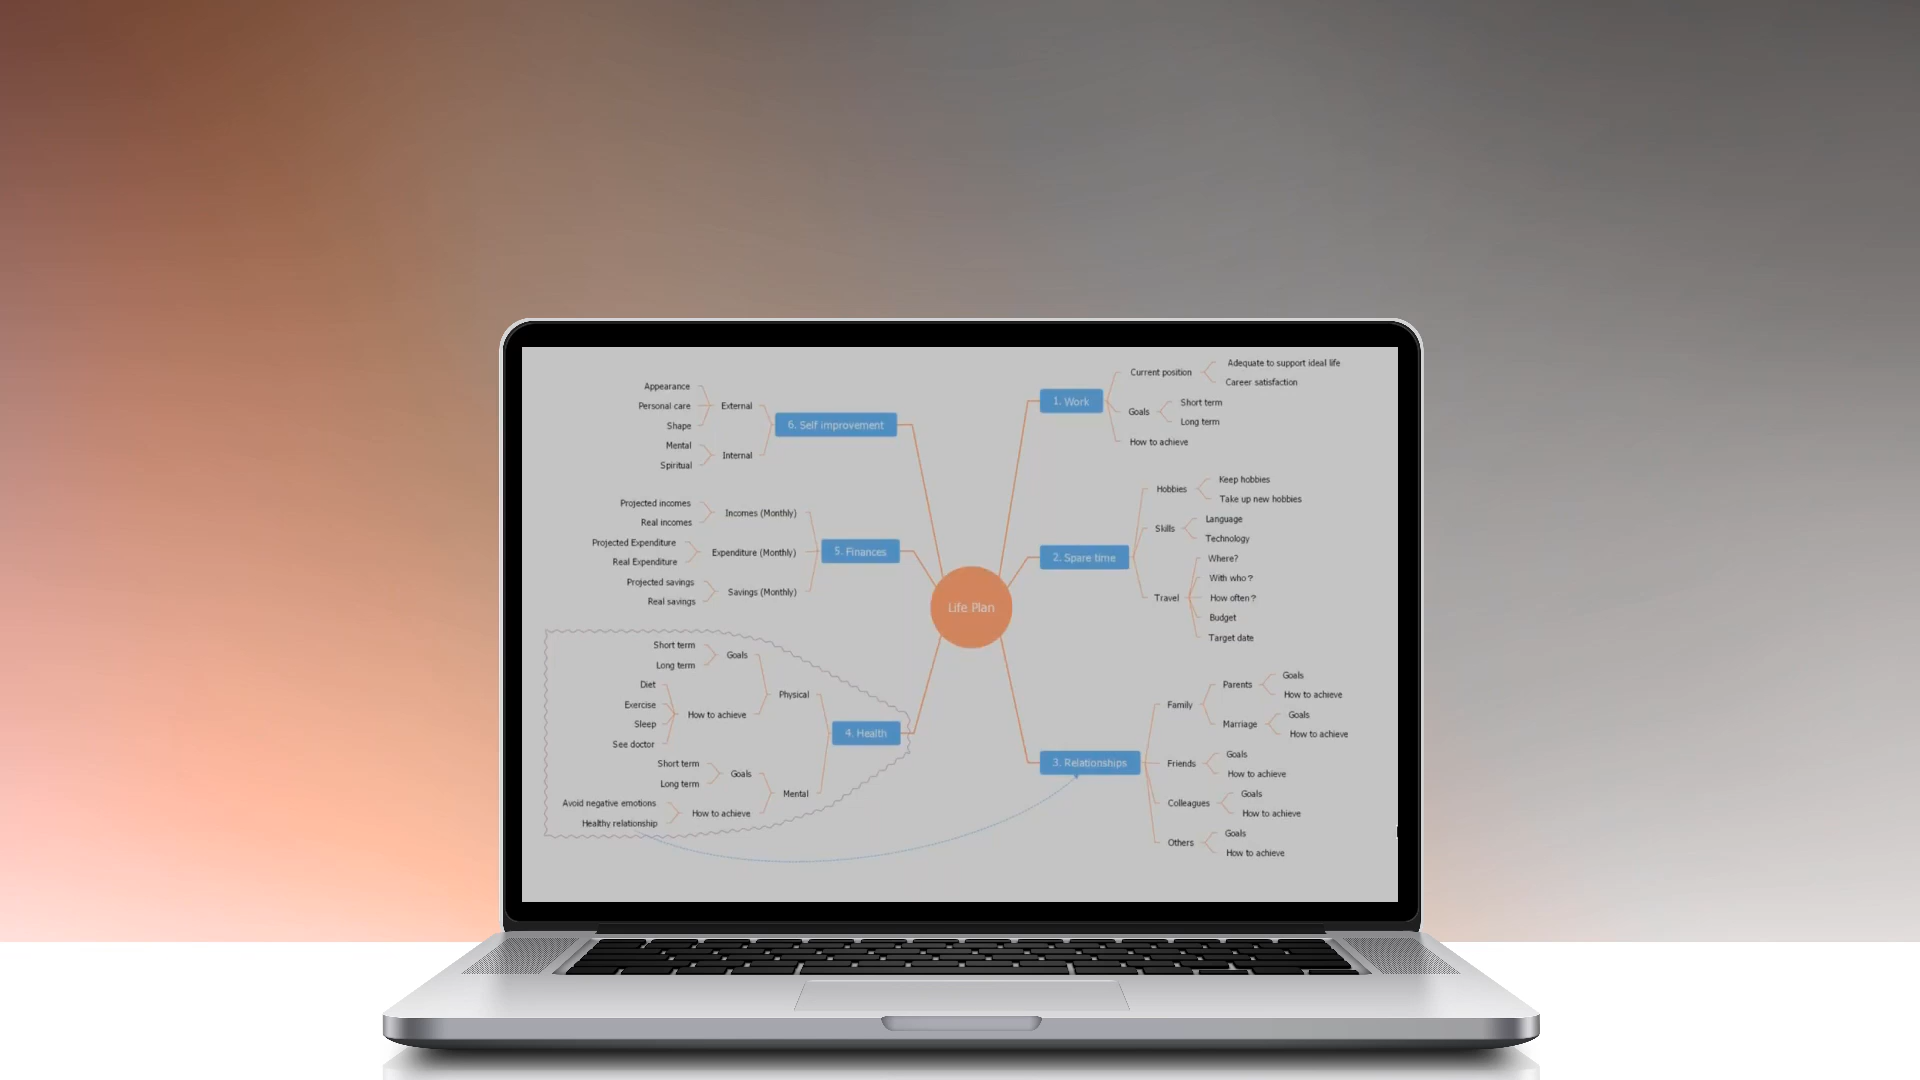 Life Plan
1. Work
Current position
Adequate to support ideal life
Career satisfaction
Goals
Short term
Long term
How to achieve
2. Spare time
Hobbies
Keep hobbies
Take up new hobbies
Skills
Language
Technology
Travel
Where?
With who?
How often?
Budget
Target date
3. Relationships
Family
Parents
Goals
How to achieve
Marriage
Goals
How to achieve
Friends
Goals
How to achieve
Colleagues
Goals
How to achieve
Others
Goals
How to achieve
4. Health
Physical
Goals
Short term
Long term
How to achieve
Diet
Exercise
Sleep
See doctor
Mental
Goals
Short term
Long term
How to achieve
Avoid negative emotions
Healthy relationship
5. Finances
Incomes (Monthly)
Projected incomes
Real incomes
Expenditure (Monthly)
Projected Expenditure
Real Expenditure
Savings (Monthly)
Projected savings
Real savings
6. Self improvement
External
Appearance
Personal care
Shape
Internal
Mental
Spiritual